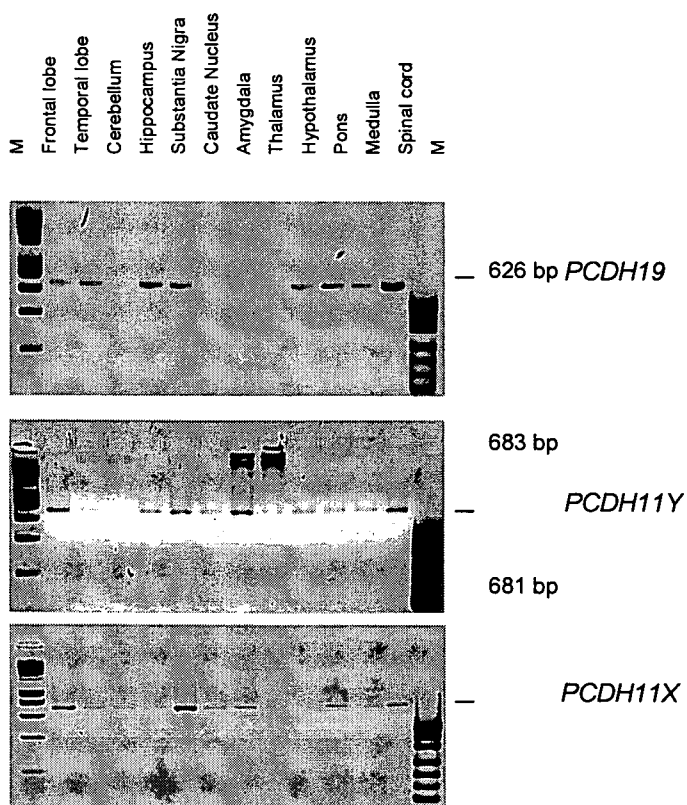 M
Frontal lobe
Temporal lobe
Cerebellum
Hippocampus
Substantia Nigra
Caudate Nucleus
Amygdala
Thalamus
Hypothalamus
Pons
Medulla
Spinal cord
M
626 bp PCDH19
683 bp
PCDH11Y
681 bp
PCDH11X